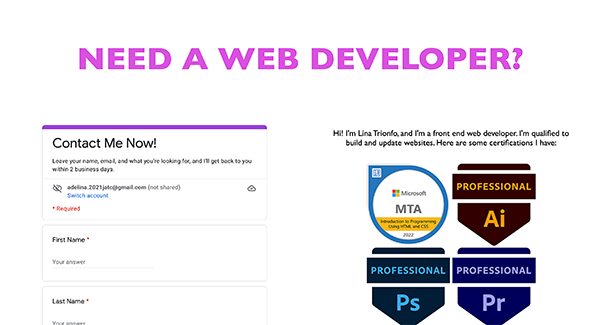 NEED A WEB DEVELOPER?
Contact Me Now!
Leave your name, email, and what you're looking for, and I'll get back to you
within 2 business days.
adelina.2021jotc@gmail.com (not shared)
Switch account
* Required
First Name *
Your answer
Last Name *
Your answer
Hi! I'm Lina Trionfo, and I'm a front end web developer. I'm qualified to
build and update websites. Here are some certifications I have:
Microsoft
MTA
Introduction to Programming
Using HTML and CSS
2022
PROFESSIONAL
Ai
PROFESSIONAL
Ps
PROFESSIONAL
Pr